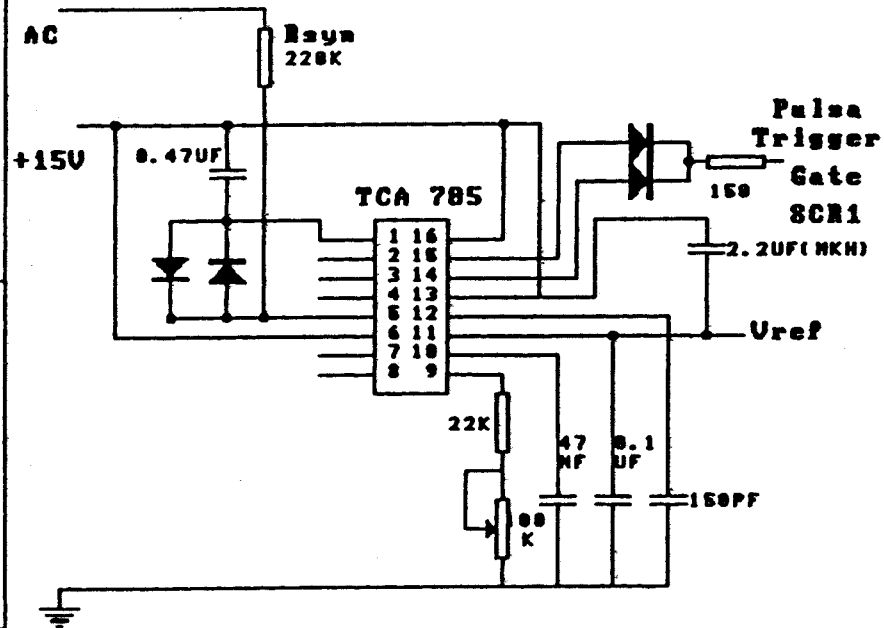 AC
Rsyn
220K
+15V
0.47UF
TCA 785
1 16
2 15
3 14
4 13
5 12
6 11
7 10
8 9
Pulsa
Trigger
Gate
SCR1
150
2.2UF(MKH)
Vref
22K
47
NF
0.1
UF
150PF
K